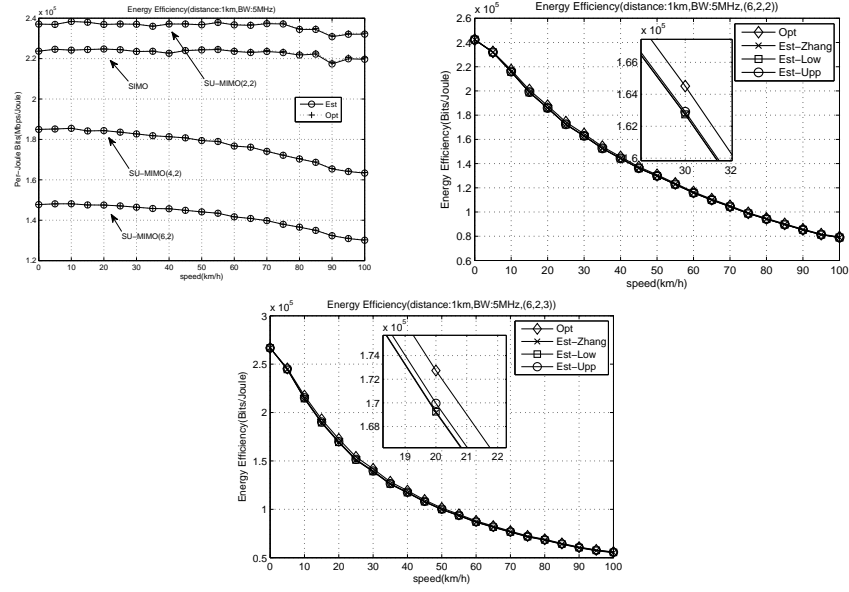 Energy Efficiency(distance:1km,BW:5MHz)
x 10^5
Per-Joule Bits(Mbps/Joule)
2.4
2.2
2
1.8
1.6
1.4
1.2
SU-MIMO(2,2)
SIMO
Est
Opt
SU-MIMO(4,2)
SU-MIMO(6,2)
0 10 20 30 40 50 60 70 80 90 100
speed(km/h)
Energy Efficiency(distance:1km,BW:5MHz,(6,2,2))
x 10^5
Energy Efficiency(Bits/Joule)
2.6
2.4
2.2
2
1.8
1.6
1.4
1.2
1
0.8
0.6
x 10^5
1.66
1.64
1.62
1.6
30 32
Opt
Est-Zhang
Est-Low
Est-Upp
0 10 20 30 40 50 60 70 80 90 100
speed(km/h)
Energy Efficiency(distance:1km,BW:5MHz,(6,2,3))
x 10^5
Energy Efficiency(Bits/Joule)
3
2.5
2
1.5
1
0.5
x 10^5
1.74
1.72
1.7
1.68
19 20 21 22
Opt
Est-Zhang
Est-Low
Est-Upp
0 10 20 30 40 50 60 70 80 90 100
speed(km/h)